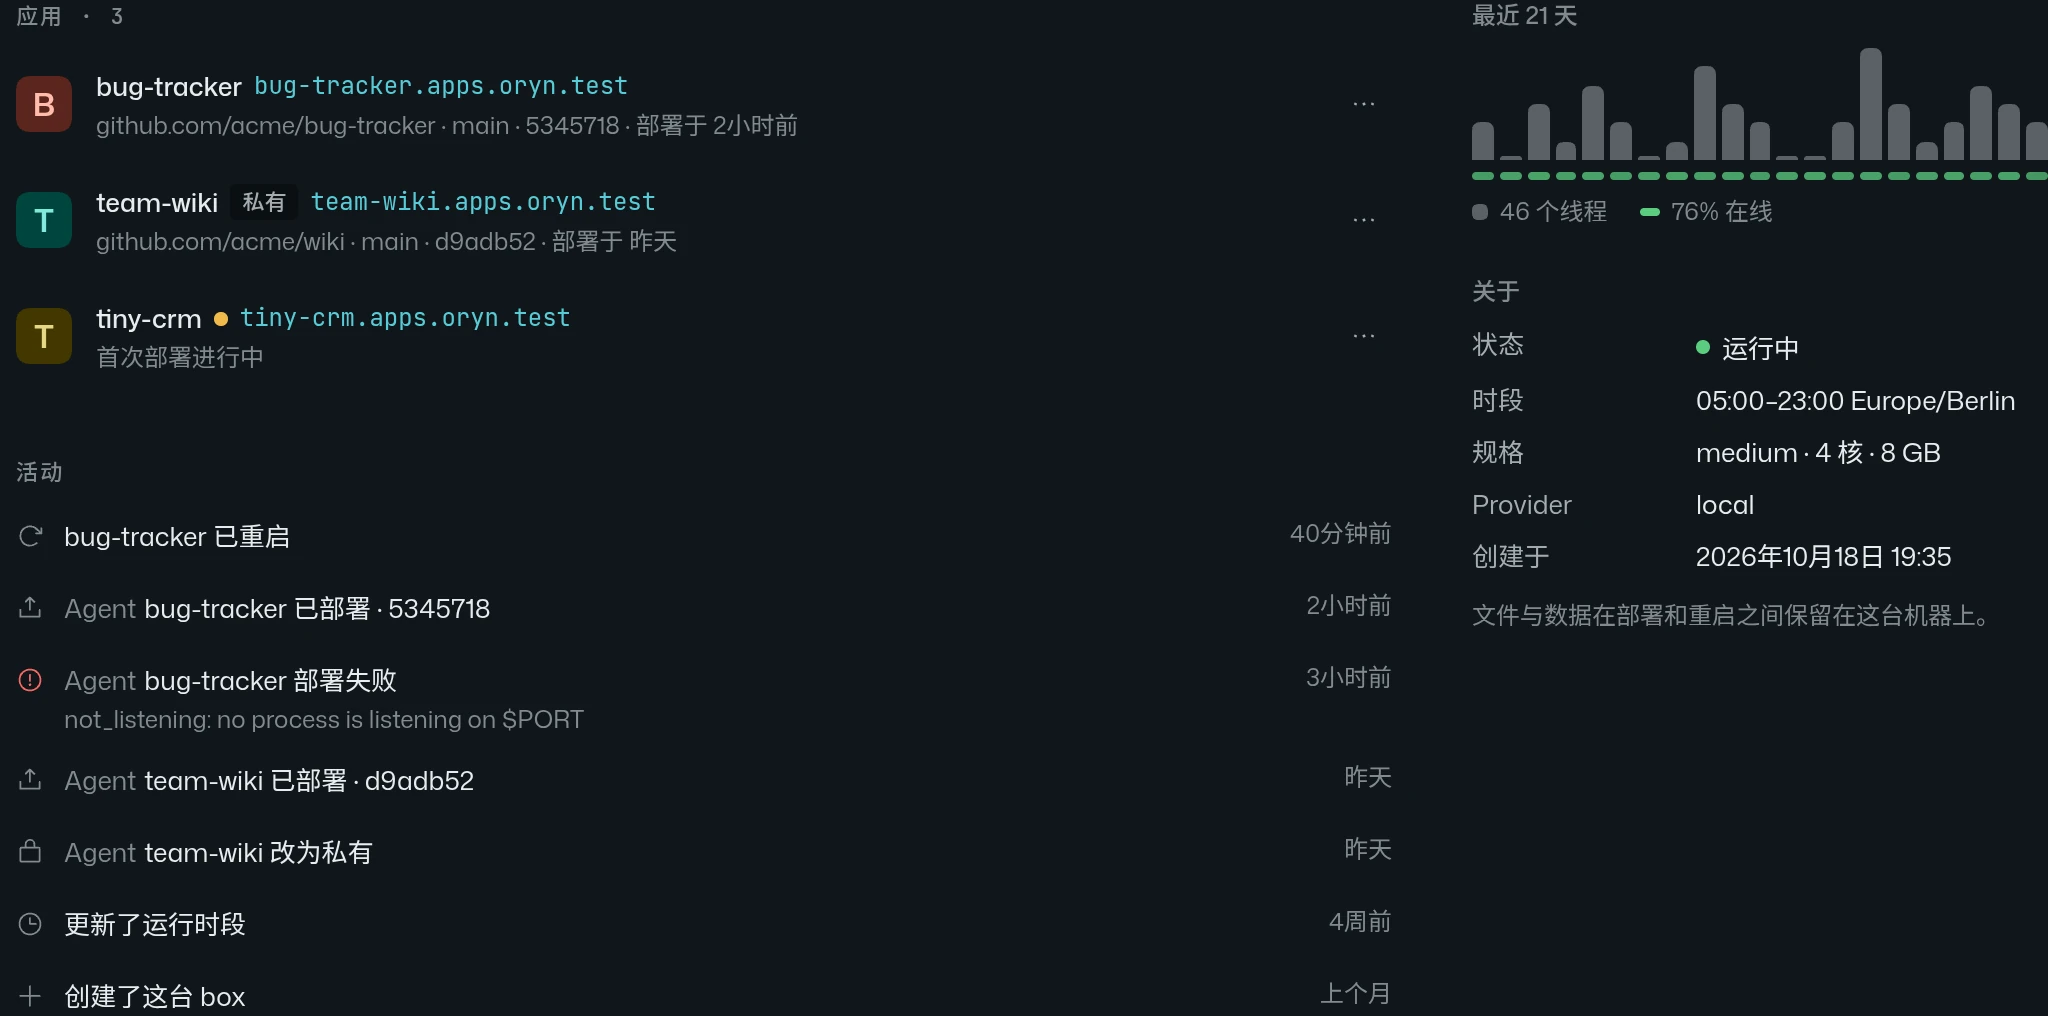 应用 · 3
B
bug-tracker bug-tracker.apps.oryn.test
github.com/acme/bug-tracker · main · 5345718 · 部署于 2小时前
...
T
team-wiki 私有 team-wiki.apps.oryn.test
github.com/acme/wiki · main · d9adb52 · 部署于 昨天
...
T
tiny-crm tiny-crm.apps.oryn.test
首次部署进行中
...
活动
bug-tracker 已重启 40分钟前
Agent bug-tracker 已部署 · 5345718 2小时前
Agent bug-tracker 部署失败 3小时前
not_listening: no process is listening on $PORT
Agent team-wiki 已部署 · d9adb52 昨天
Agent team-wiki 改为私有 昨天
更新了运行时段 4周前
创建了这台 box 上个月
最近 21 天
46 个线程 76% 在线
关于
状态 运行中
时段 05:00–23:00 Europe/Berlin
规格 medium · 4 核 · 8 GB
Provider local
创建于 2026年10月18日 19:35
文件与数据在部署和重启之间保留在这台机器上。